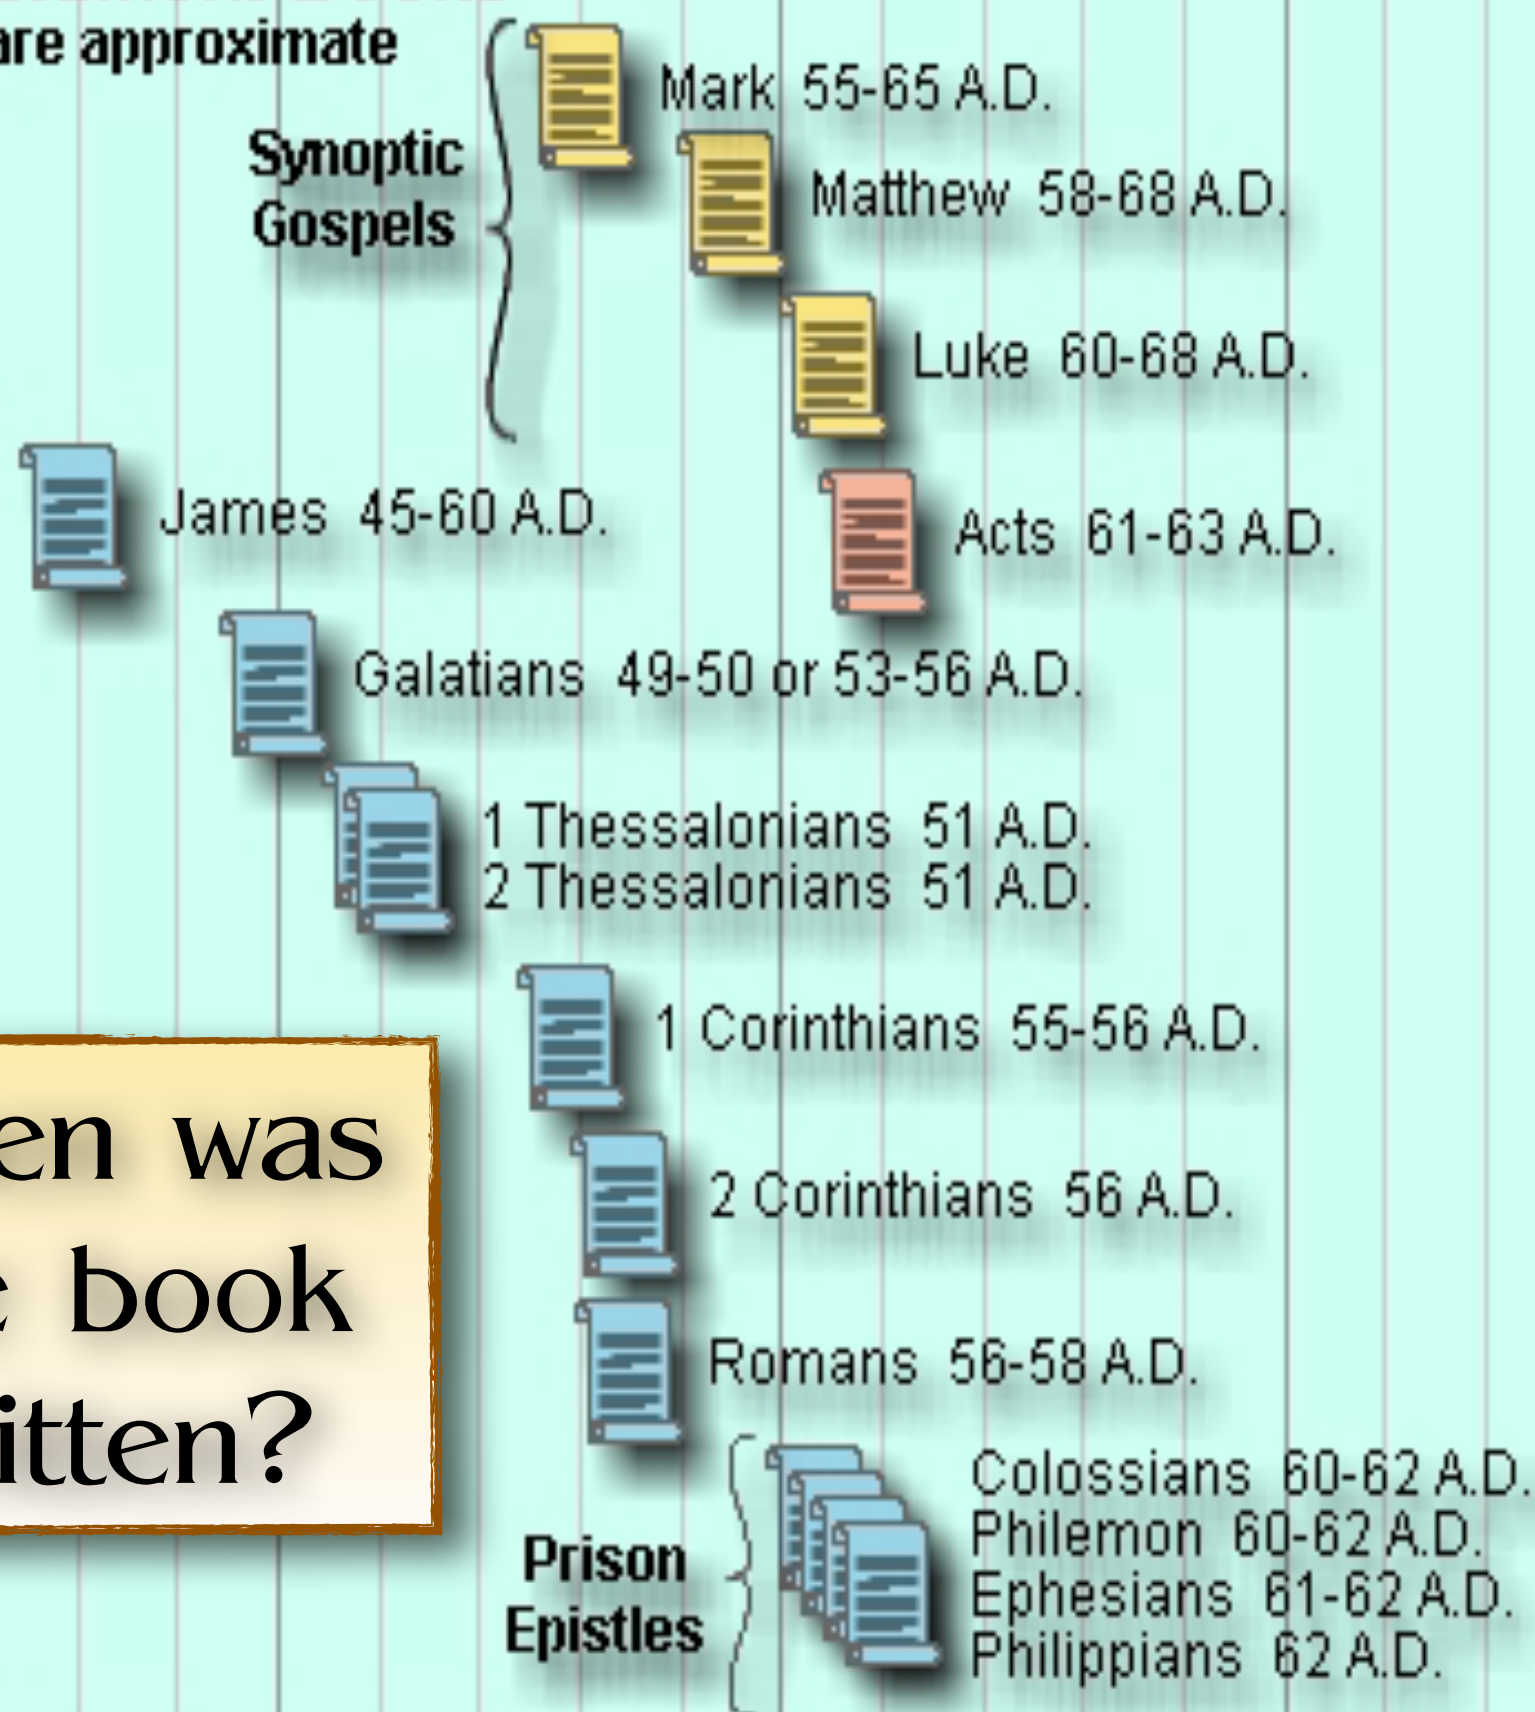 are approximate
Synoptic
Gospels
Mark 55-65 A.D.
Matthew 58-68 A.D.
Luke 60-68 A.D.
James 45-60 A.D.
Acts 61-63 A.D.
Galatians 49-50 or 53-56 A.D.
1 Thessalonians 51 A.D.
2 Thessalonians 51 A.D.
1 Corinthians 55-56 A.D.
en was
book
itten?
2 Corinthians 56 A.D.
Romans 56-58 A.D.
Prison
Epistles
Colossians 60-62 A.D.
Philemon 60-62 A.D.
Ephesians 61-62 A.D.
Philippians 62 A.D.